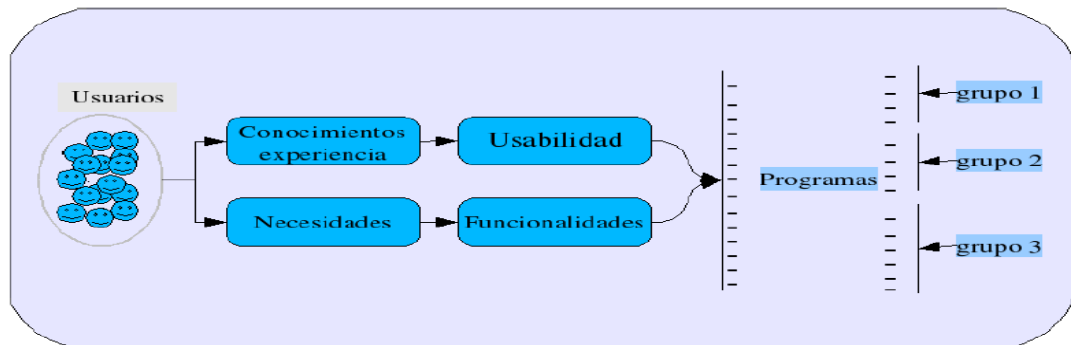 Usuarios
Conocimientos
experiencia
Usabilidad
Necesidades
Funcionalidades
Programas
grupo 1
grupo 2
grupo 3